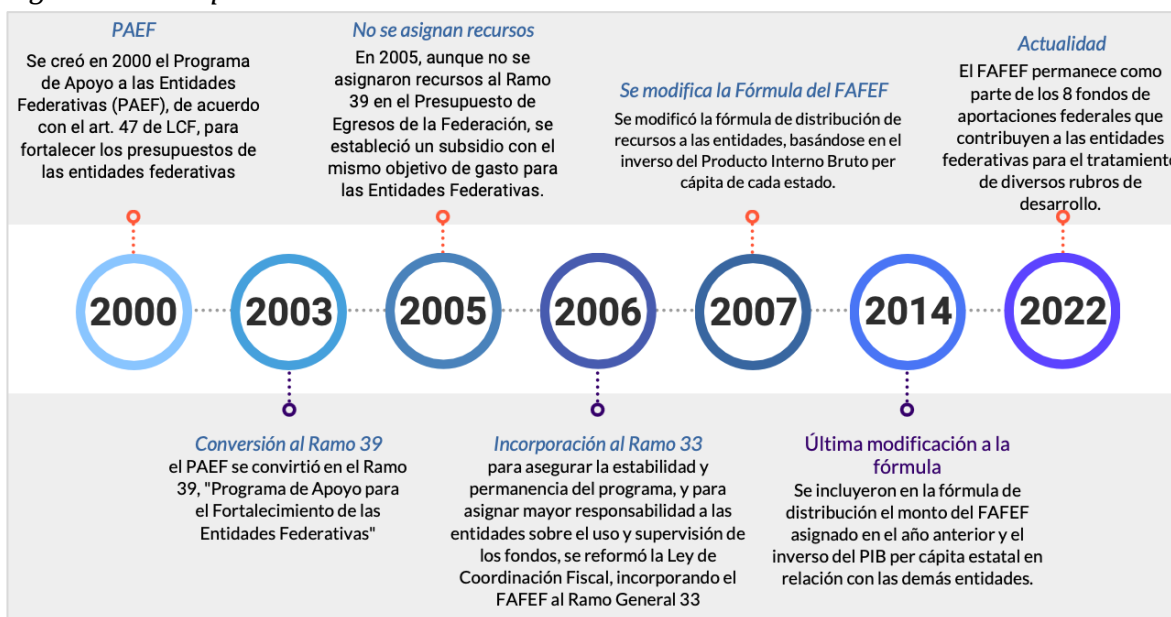 PAEF
Se creó en 2000 el Programa
de Apoyo a las Entidades
Federativas (PAEF), de acuerdo
con el art. 47 de LCF, para
fortalecer los presupuestos de
las entidades federativas
No se asignan recursos
En 2005, aunque no se
asignaron recursos al Ramo
39 en el Presupuesto de
Egresos de la Federación, se
estableció un subsidio con el
mismo objetivo de gasto para
las Entidades Federativas.
Se modifica la Fórmula del FAFEF
Se modificó la fórmula de distribución de
recursos a las entidades, basándose en el
inverso del Producto Interno Bruto per
cápita de cada estado.
Actualidad
El FAFEF permanece como
parte de los 8 fondos de
aportaciones federales que
contribuyen a las entidades
federativas para el tratamiento
de diversos rubros de
desarrollo.
2000
2003
2005
2006
2007
2014
2022
Conversión al Ramo 39
el PAEF se convirtió en el Ramo
39, "Programa de Apoyo para
el Fortalecimiento de las
Entidades Federativas"
Incorporación al Ramo 33
para asegurar la estabilidad y
permanencia del programa, y para
asignar mayor responsabilidad a las
entidades sobre el uso y supervisión de
los fondos, se reformó la Ley de
Coordinación Fiscal, incorporando el
FAFEF al Ramo General 33
Última modificación a la
fórmula
Se incluyeron en la fórmula de
distribución el monto del FAFEF
asignado en el año anterior y el
inverso del PIB per cápita estatal en
relación con las demás entidades.